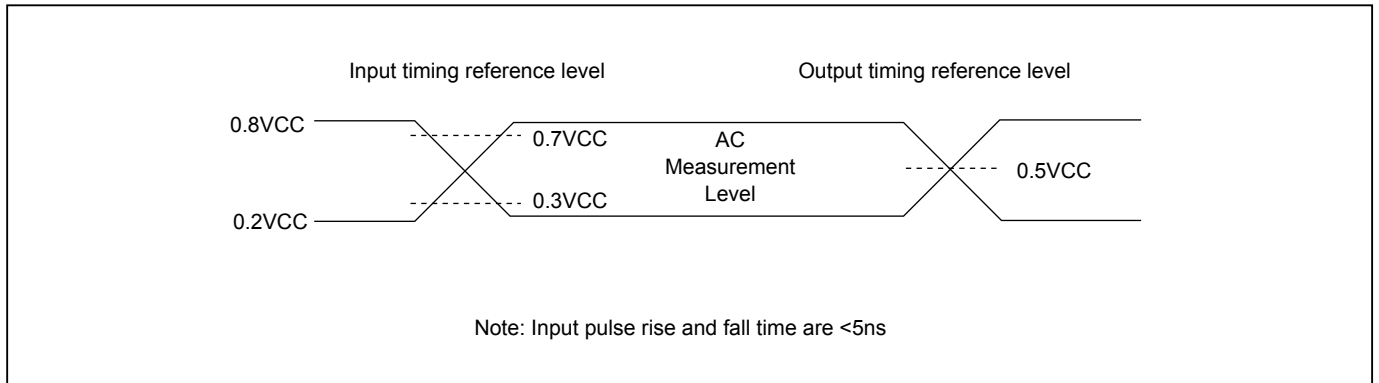 Input timing reference level
Output timing reference level
0.8VCC
0.7VCC
AC
Measurement
Level
0.5VCC
0.3VCC
0.2VCC
Note: Input pulse rise and fall time are <5ns